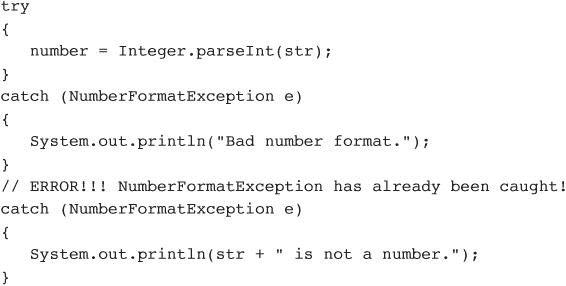 try
{
   number = Integer.parseInt(str);
}
catch (NumberFormatException e)
{
   System.out.println("Bad number format.");
}
// ERROR!!! NumberFormatException has already been caught!
catch (NumberFormatException e)
{
   System.out.println(str + " is not a number.");
}